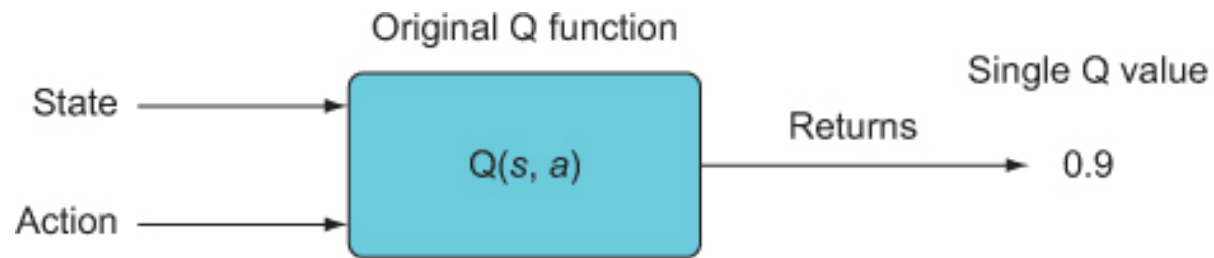 Original Q function
Single Q value
State
Returns
Q(s, a)
0.9
Action